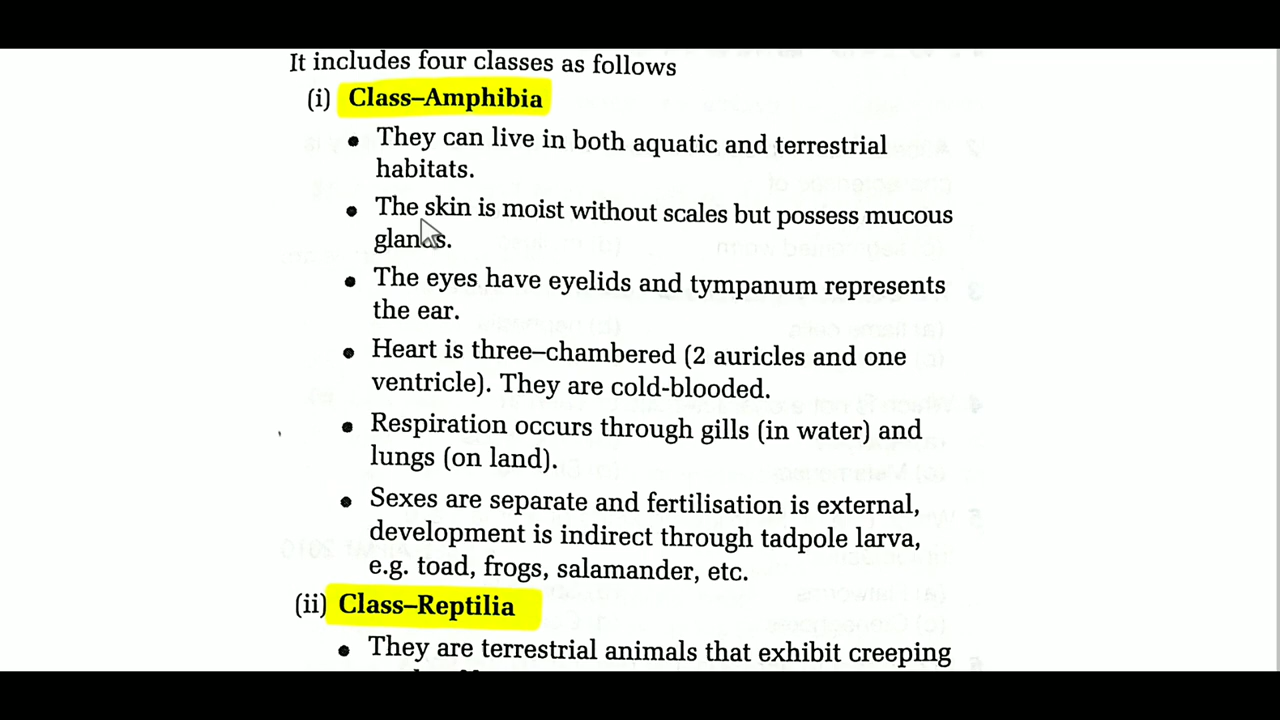 It includes four classes as follows
(i) Class–Amphibia
• They can live in both aquatic and terrestrial
habitats.
• The skin is moist without scales but possess mucous
glands.
• The eyes have eyelids and tympanum represents
the ear.
• Heart is three–chambered (2 auricles and one
ventricle). They are cold-blooded.
• Respiration occurs through gills (in water) and
lungs (on land).
• Sexes are separate and fertilisation is external,
development is indirect through tadpole larva,
e.g. toad, frogs, salamander, etc.
(ii) Class–Reptilia
• They are terrestrial animals that exhibit creeping